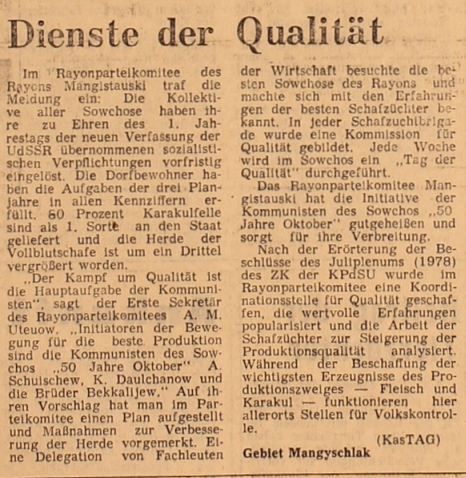 Dienste der Qualität
Im Rayonparteikomitee des
Rayons Mangistauski traf die
Meldung ein: Die Kollekti-
ve aller Sowchose haben ih-
re zu Ehren des 1. Jah-
restags der neuen Verfassung der
UdSSR übernommenen sozialisti-
schen Verpflichtungen vorfristig
eingelöst. Die Dorfbewohner ha-
ben die Aufgaben der drei Plan-
jahre in allen Kennziffern er-
füllt. 60 Prozent Karakulfelle
sind als 1. Sorte an den Staat
geliefert und die Herde der
Vollblutschafe ist um ein Drittel
vergrößert worden.
„Der Kampf um Qualität ist
die Hauptaufgabe der Kommuni-
sten", sagt der Erste Sekretär
des Rayonparteikomitees A. M.
Uteuow. „Initiatoren der Bewe-
gung für die beste Produktion
sind die Kommunisten des Sow-
chos „50 Jahre Oktober" A.
Schuischew, K. Daulchanow und
die Brüder Bekkalijew." Auf ih-
ren Vorschlag hat man im Par-
teikomitee einen Plan aufgestellt
und Maßnahmen zur Verbesse-
rung der Herde vorgemerkt. Ei-
ne Delegation von Fachleuten
der Wirtschaft besuchte die be-
sten Sowchose des Rayons und
machte sich mit den Erfahrun-
gen der besten Schafzüchter be-
kannt. In jeder Schafzuchtbriga-
de wurde eine Kommission für
Qualität gebildet. Jede Woche
wird im Sowchos ein „Tag der
Qualität" durchgeführt.
Das Rayonparteikomitee Man-
gistauski hat die Initiative der
Kommunisten des Sowchos „50
Jahre Oktober" gutgeheißen und
sorgt für ihre Verbreitung.
Nach der Erörterung der Be-
schlüsse des Juliplenums (1978)
des ZK der KPdSU wurde im
Rayonparteikomitee eine Koordi-
nationsstelle für Qualität geschaf-
fen, die wertvolle Erfahrungen
popularisiert und die Arbeit der
Schafzüchter zur Steigerung der
Produktionsqualität analysiert.
Während der Beschaffung der
wichtigsten Erzeugnisse des Pro-
duktionszweiges — Fleisch und
Karakul — funktionieren hier
allerorts Stellen für Volkskontrol-
le.
(KasTAG)
Gebiet Mangyschlak